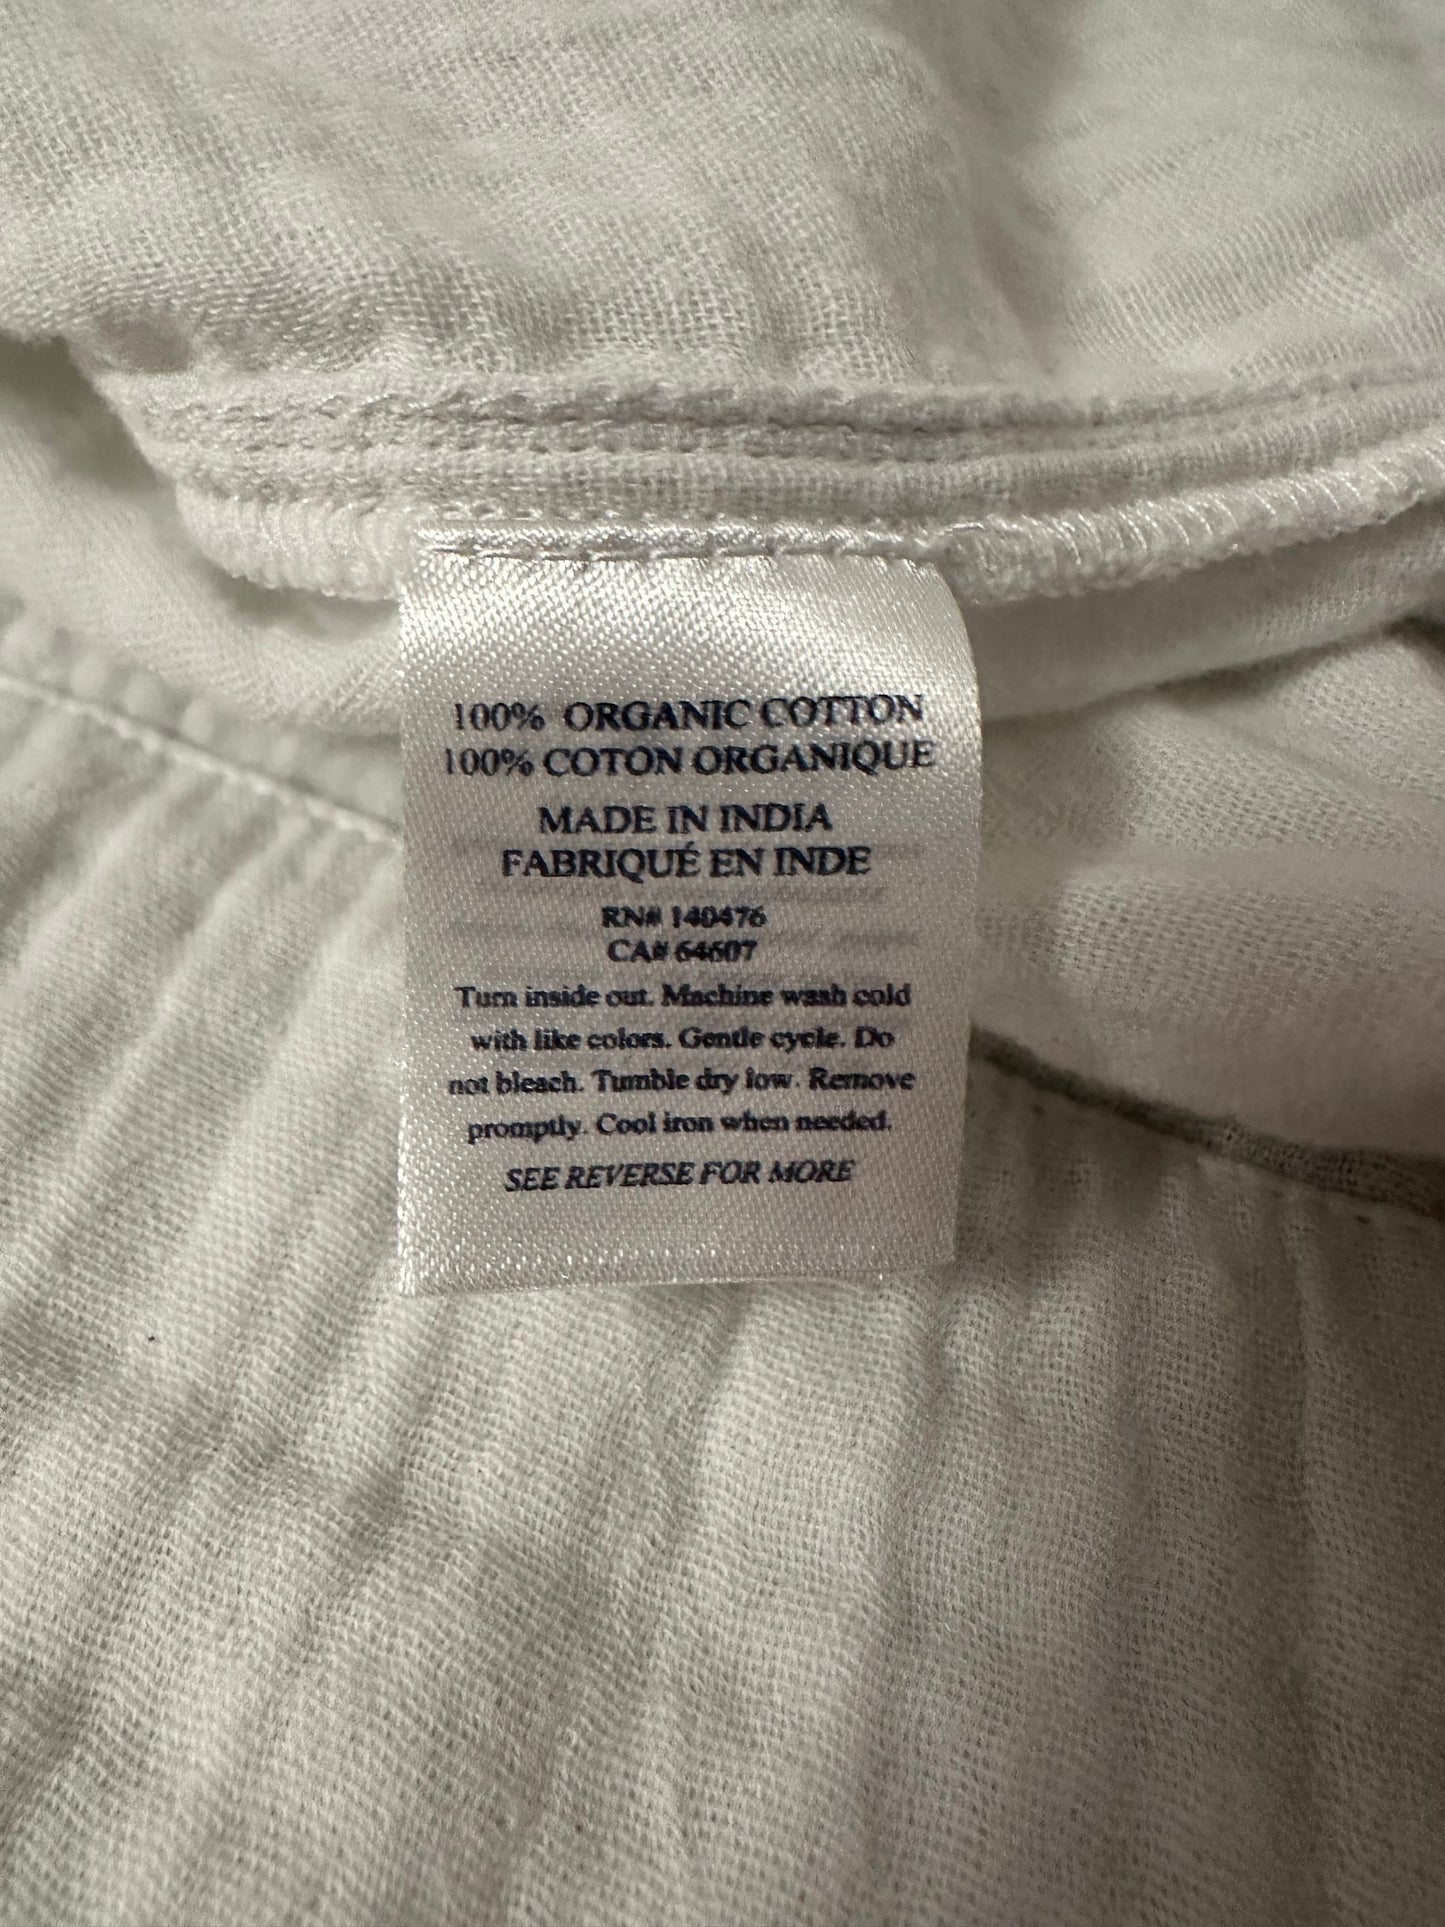 100% ORGANIC COTTON
100% COTON ORGANIQUE
MADE IN INDIA
FABRIQUÉ EN INDE
RN# 140476
CA# 64607
Turn inside out. Machine wash cold
with like colors. Gentle cycle. Do
not bleach. Tumble dry low. Remove
promptly. Cool iron when needed.
SEE REVERSE FOR MORE